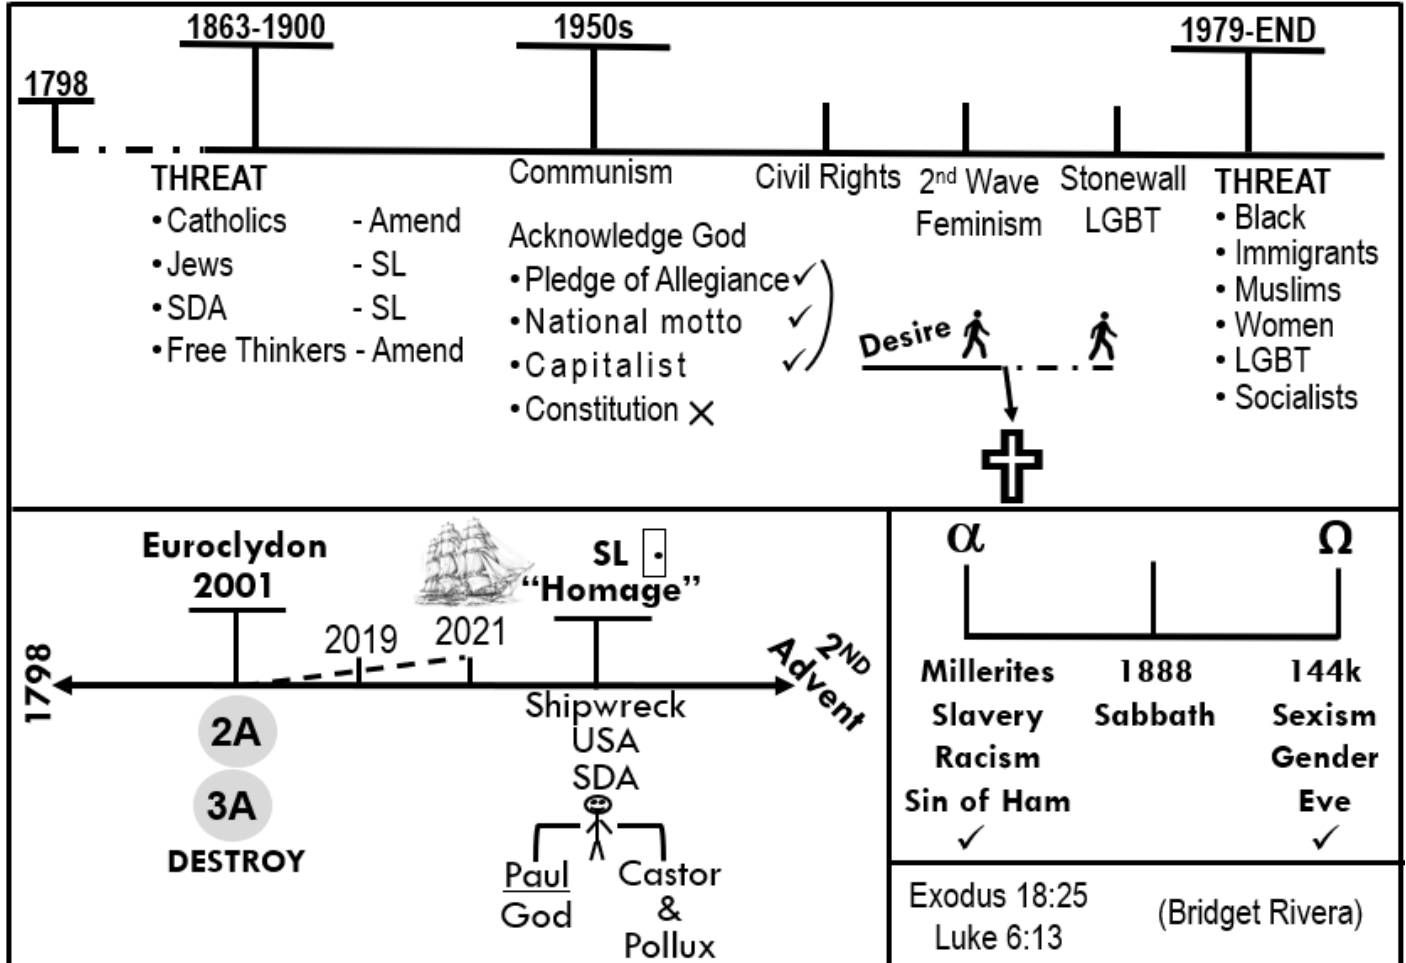 1798
1863-1900
1950s
1979-END
THREAT
• Catholics - Amend
• Jews - SL
• SDA - SL
• Free Thinkers - Amend
Communism
Acknowledge God
• Pledge of Allegiance ✓
• National motto ✓
• Capitalist ✓
• Constitution ✕
Civil Rights
2nd Wave
Feminism
Stonewall
LGBT
Desire
THREAT
• Black
• Immigrants
• Muslims
• Women
• LGBT
• Socialists
1798
Euroclydon
2001
2019
2021
SL
“Homage”
2ND
Advent
2A
3A
DESTROY
Shipwreck
USA
SDA
Paul
God
Castor
&
Pollux
α
Ω
Millerites
Slavery
Racism
Sin of Ham
✓
1888
Sabbath
144k
Sexism
Gender
Eve
✓
Exodus 18:25
Luke 6:13
(Bridget Rivera)